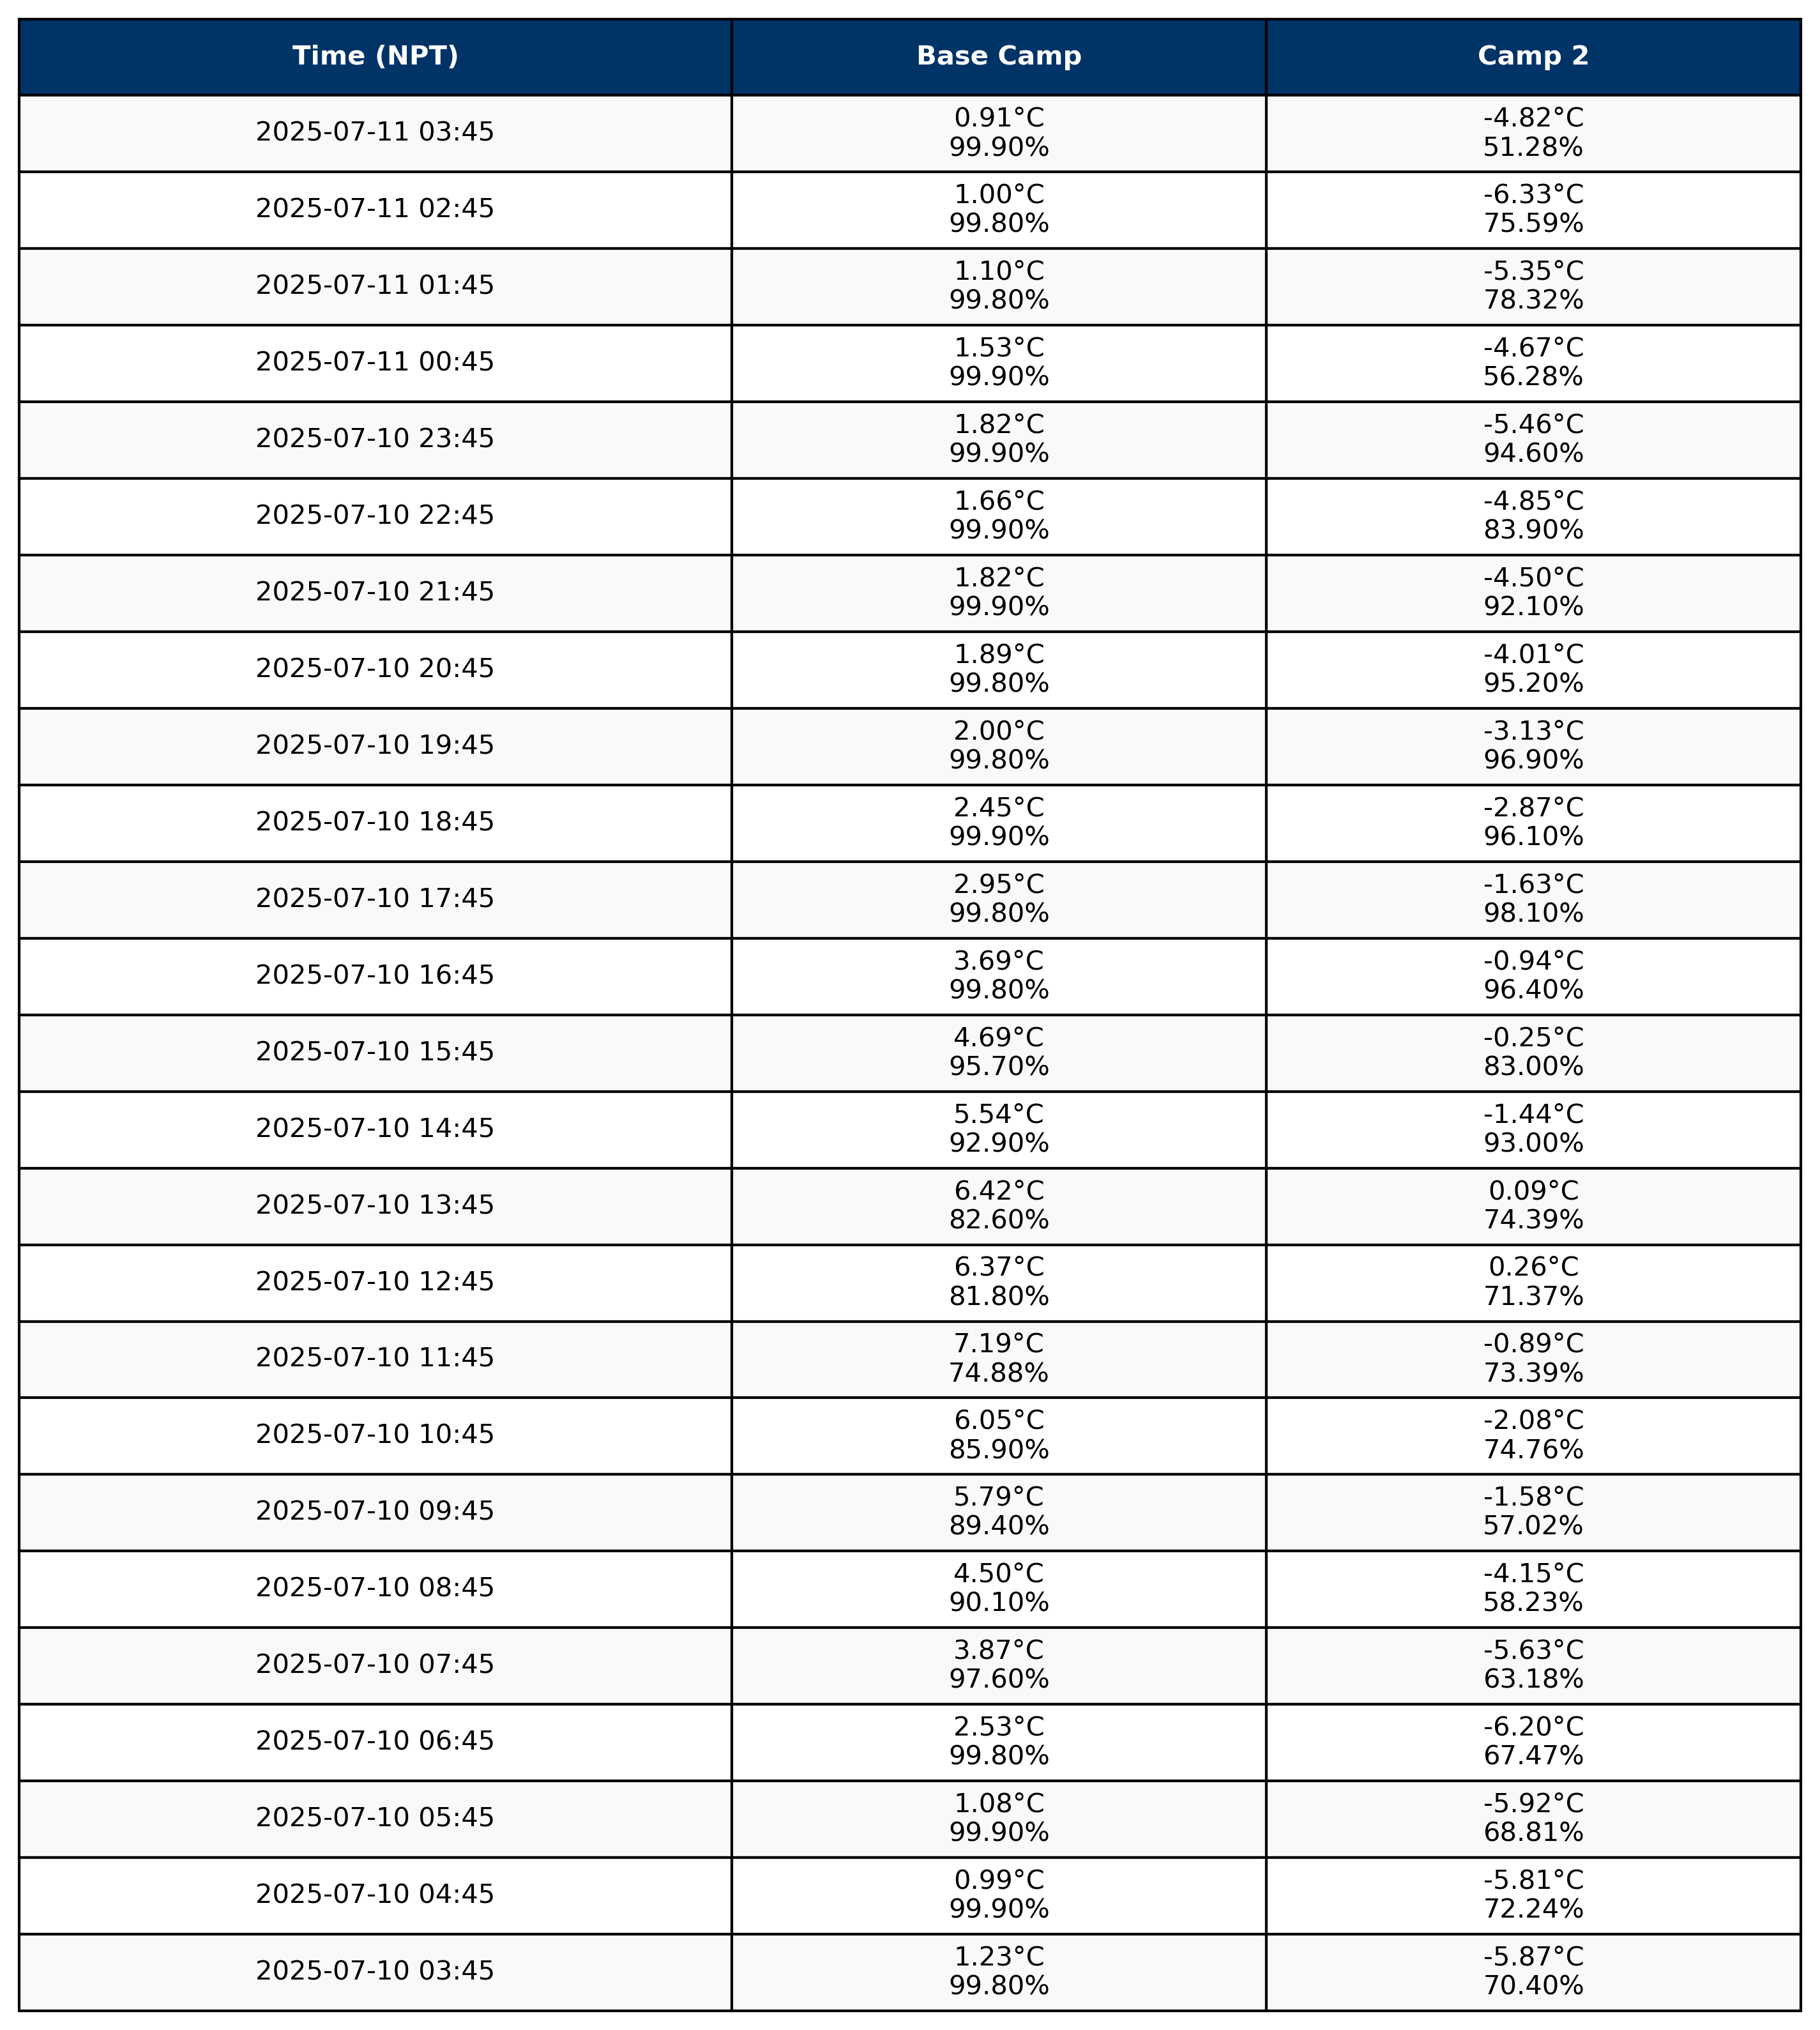 Time (NPT) Base Camp Camp 2
2025-07-11 03:45 0.91°C -4.82°C
99.90% 51.28%
2025-07-11 02:45 1.00°C -6.33°C
99.80% 75.59%
2025-07-11 01:45 1.10°C -5.35°C
99.80% 78.32%
2025-07-11 00:45 1.53°C -4.67°C
99.90% 56.28%
2025-07-10 23:45 1.82°C -5.46°C
99.90% 94.60%
2025-07-10 22:45 1.66°C -4.85°C
99.90% 83.90%
2025-07-10 21:45 1.82°C -4.50°C
99.90% 92.10%
2025-07-10 20:45 1.89°C -4.01°C
99.80% 95.20%
2025-07-10 19:45 2.00°C -3.13°C
99.80% 96.90%
2025-07-10 18:45 2.45°C -2.87°C
99.90% 96.10%
2025-07-10 17:45 2.95°C -1.63°C
99.80% 98.10%
2025-07-10 16:45 3.69°C -0.94°C
99.80% 96.40%
2025-07-10 15:45 4.69°C -0.25°C
95.70% 83.00%
2025-07-10 14:45 5.54°C -1.44°C
92.90% 93.00%
2025-07-10 13:45 6.42°C 0.09°C
82.60% 74.39%
2025-07-10 12:45 6.37°C 0.26°C
81.80% 71.37%
2025-07-10 11:45 7.19°C -0.89°C
74.88% 73.39%
2025-07-10 10:45 6.05°C -2.08°C
85.90% 74.76%
2025-07-10 09:45 5.79°C -1.58°C
89.40% 57.02%
2025-07-10 08:45 4.50°C -4.15°C
90.10% 58.23%
2025-07-10 07:45 3.87°C -5.63°C
97.60% 63.18%
2025-07-10 06:45 2.53°C -6.20°C
99.80% 67.47%
2025-07-10 05:45 1.08°C -5.92°C
99.90% 68.81%
2025-07-10 04:45 0.99°C -5.81°C
99.90% 72.24%
2025-07-10 03:45 1.23°C -5.87°C
99.80% 70.40%